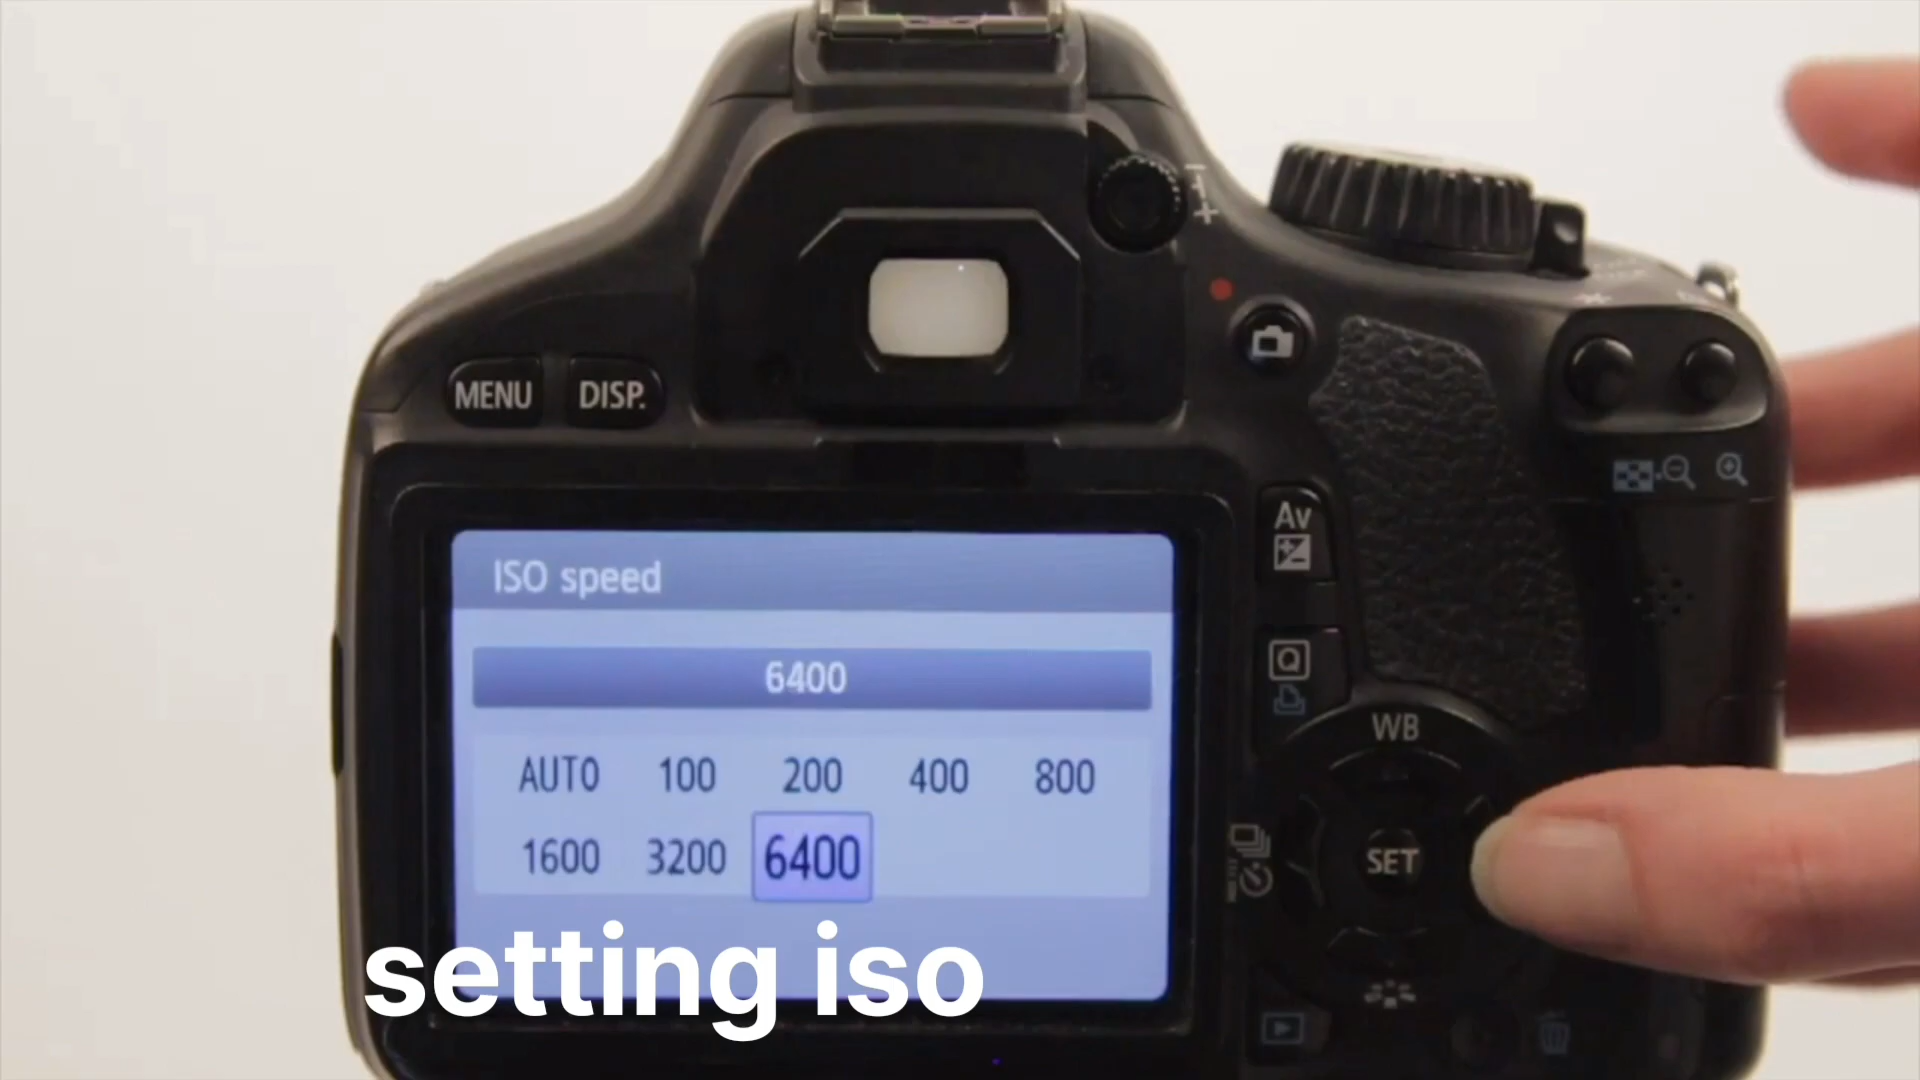 MENU DISP.
Av
ISO speed
6400
Q
WB
AUTO 100 200 400 800
1600 3200 6400
SET
setting iso